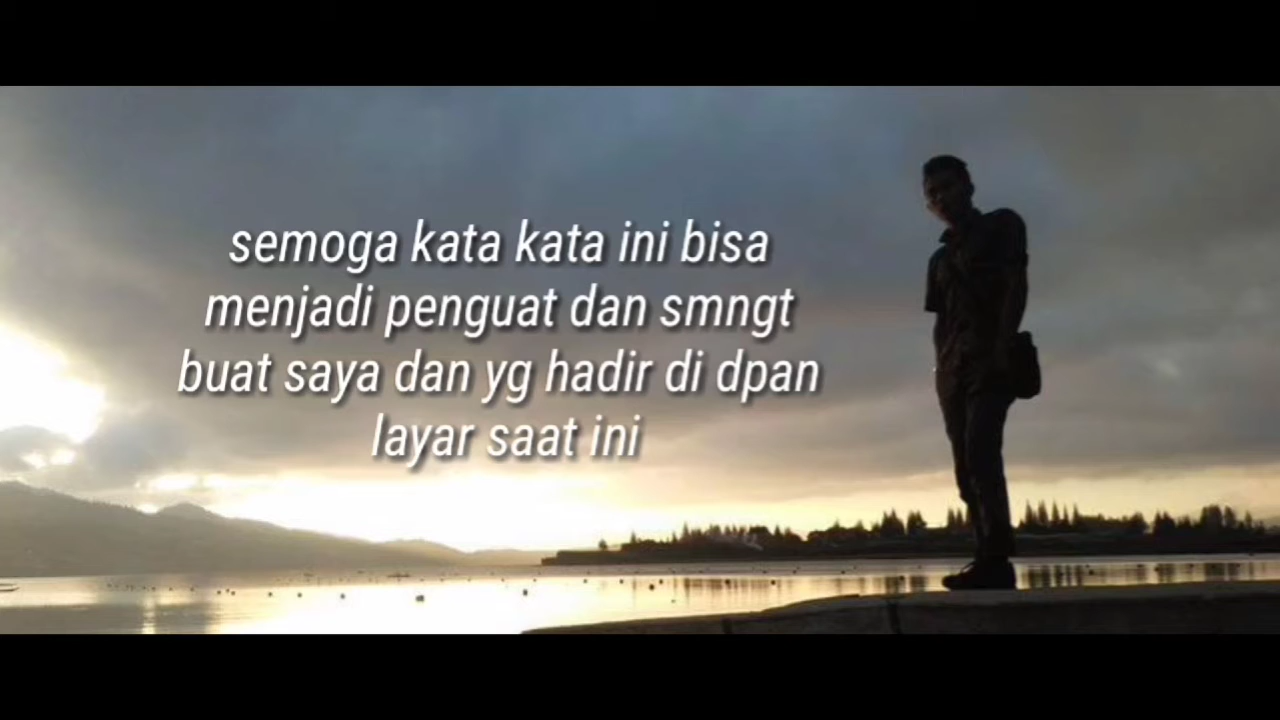 semoga kata kata ini bisa
menjadi penguat dan smngt
buat saya dan yg hadir di dpan
layar saat ini